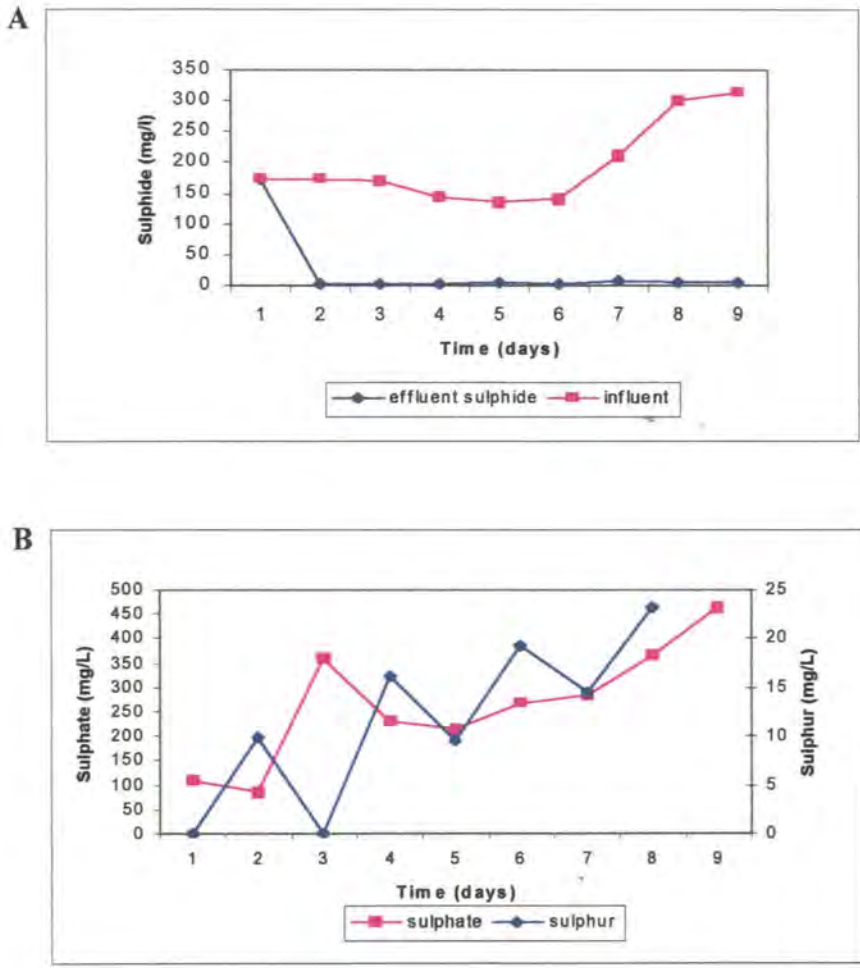 A
350
300
250
200
150
100
50
0
Sulphide (mg/l)
1 2 3 4 5 6 7 8 9
Time (days)
effluent sulphide influent
B
500
450
400
350
300
250
200
150
100
50
0
Sulphate (mg/L)
25
20
15
10
5
0
Sulphur (mg/L)
1 2 3 4 5 6 7 8 9
Time (days)
sulphate sulphur